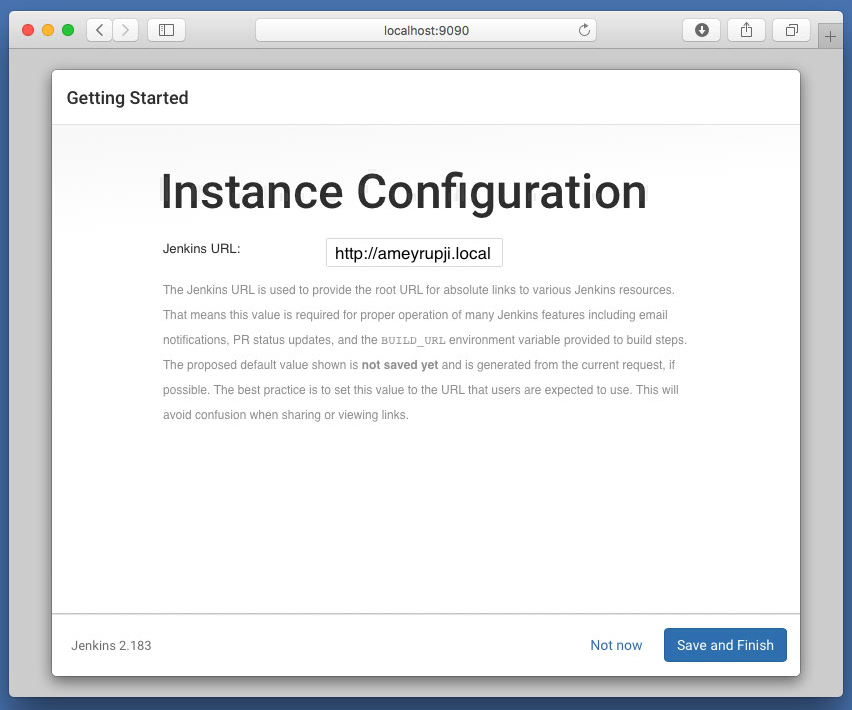 localhost:9090
Getting Started
Instance Configuration
Jenkins URL:
http://ameyrupji.local
The Jenkins URL is used to provide the root URL for absolute links to various Jenkins resources.
That means this value is required for proper operation of many Jenkins features including email
notifications, PR status updates, and the BUILD_URL environment variable provided to build steps.
The proposed default value shown is not saved yet and is generated from the current request, if
possible. The best practice is to set this value to the URL that users are expected to use. This will
avoid confusion when sharing or viewing links.
Jenkins 2.183
Not now
Save and Finish